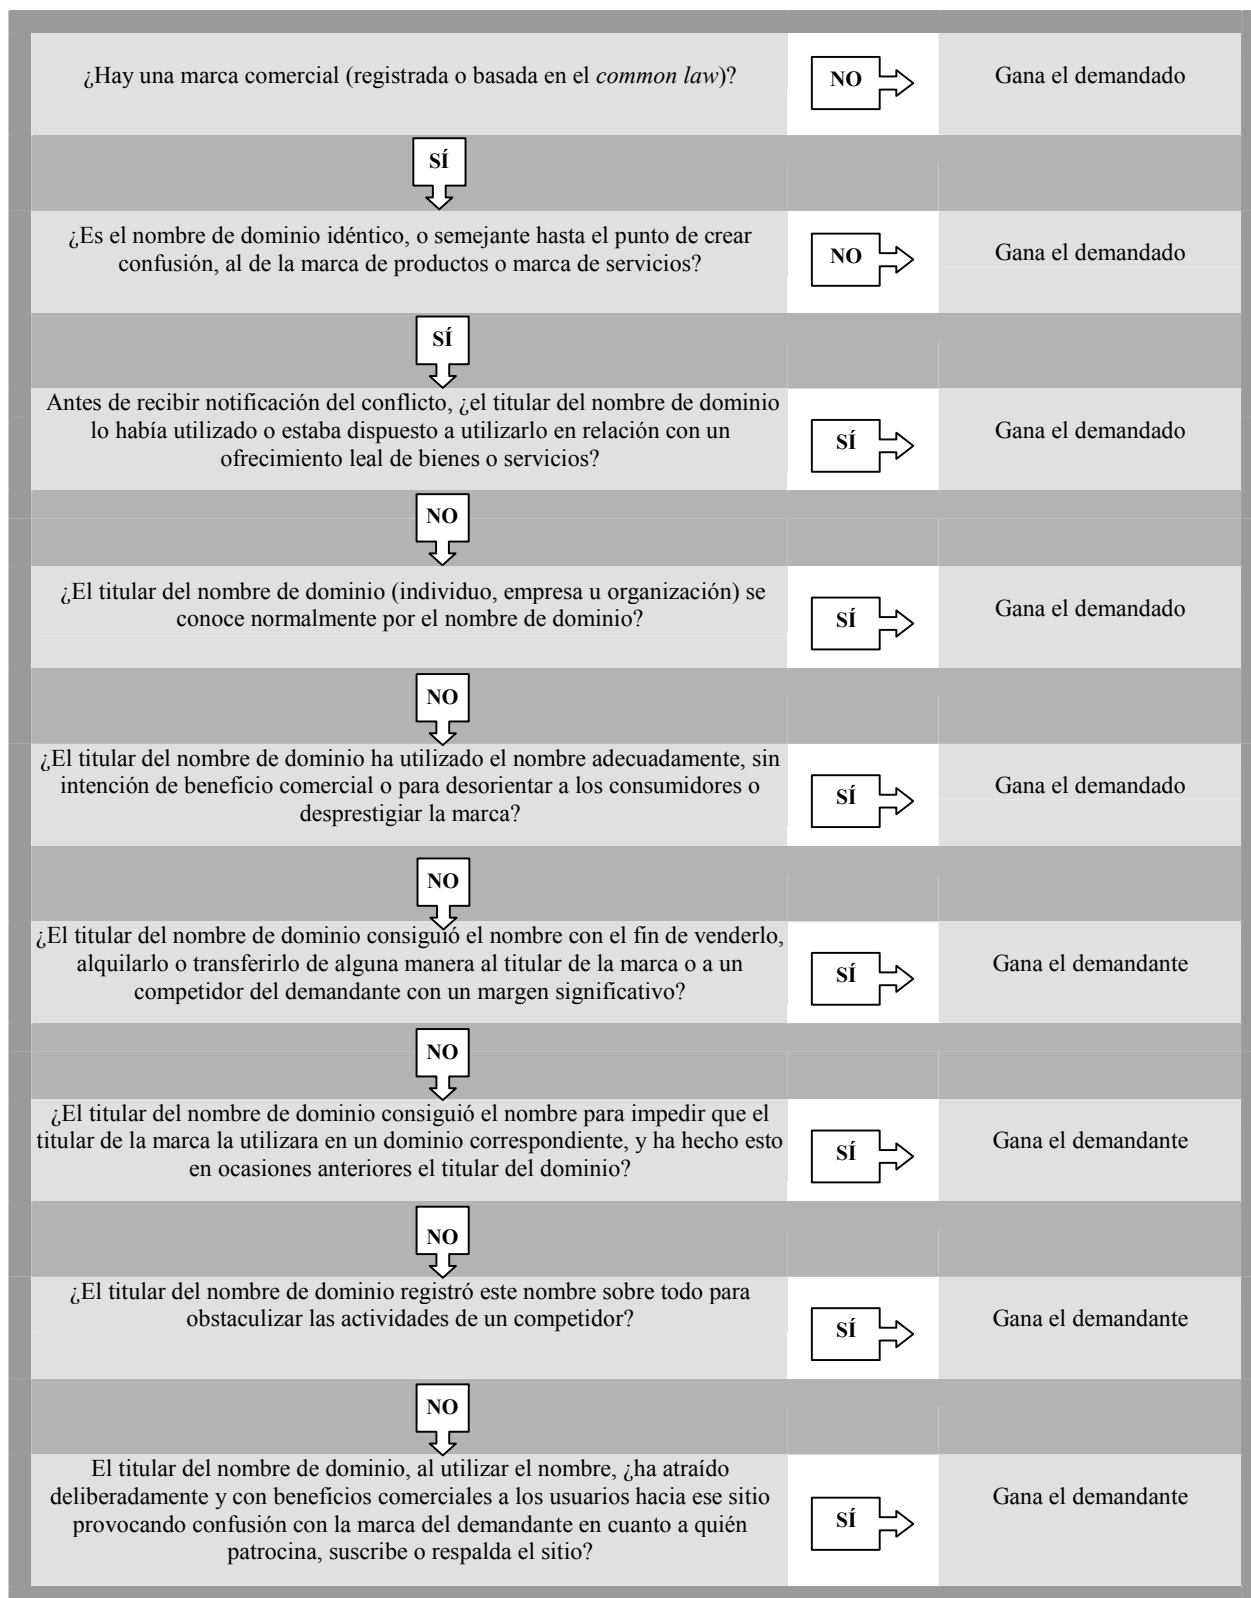 ¿Hay una marca comercial (registrada o basada en el common law)?
NO
Gana el demandado
SÍ
¿Es el nombre de dominio idéntico, o semejante hasta el punto de crear
confusión, al de la marca de productos o marca de servicios?
NO
Gana el demandado
SÍ
Antes de recibir notificación del conflicto, ¿el titular del nombre de dominio
lo había utilizado o estaba dispuesto a utilizarlo en relación con un
ofrecimiento leal de bienes o servicios?
SÍ
Gana el demandado
NO
¿El titular del nombre de dominio (individuo, empresa u organización) se
conoce normalmente por el nombre de dominio?
SÍ
Gana el demandado
NO
¿El titular del nombre de dominio ha utilizado el nombre adecuadamente, sin
intención de beneficio comercial o para desorientar a los consumidores o
desprestigiar la marca?
SÍ
Gana el demandado
NO
¿El titular del nombre de dominio consiguió el nombre con el fin de venderlo,
alquilarlo o transferirlo de alguna manera al titular de la marca o a un
competidor del demandante con un margen significativo?
SÍ
Gana el demandante
NO
¿El titular del nombre de dominio consiguió el nombre para impedir que el
titular de la marca la utilizara en un dominio correspondiente, y ha hecho esto
en ocasiones anteriores el titular del dominio?
SÍ
Gana el demandante
NO
¿El titular del nombre de dominio registró este nombre sobre todo para
obstaculizar las actividades de un competidor?
SÍ
Gana el demandante
NO
El titular del nombre de dominio, al utilizar el nombre, ¿ha atraído
deliberadamente y con beneficios comerciales a los usuarios hacia ese sitio
provocando confusión con la marca del demandante en cuanto a quién
patrocina, suscribe o respalda el sitio?
SÍ
Gana el demandante